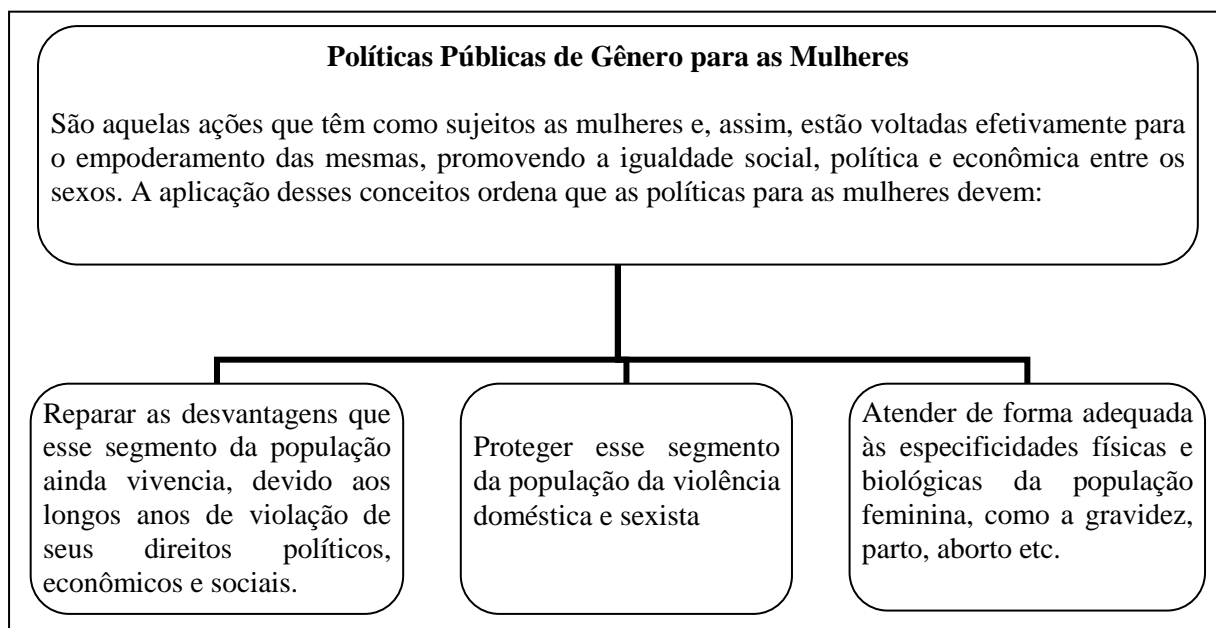 Políticas Públicas de Gênero para as Mulheres
São aquelas ações que têm como sujeitos as mulheres e, assim, estão voltadas efetivamente para
o empoderamento das mesmas, promovendo a igualdade social, política e econômica entre os
sexos. A aplicação desses conceitos ordena que as políticas para as mulheres devem:
Reparar as desvantagens que
esse segmento da população
ainda vivencia, devido aos
longos anos de violação de
seus direitos políticos,
econômicos e sociais.
Proteger esse segmento
da população da violência
doméstica e sexista
Atender de forma adequada
às especificidades físicas e
biológicas da população
feminina, como a gravidez,
parto, aborto etc.